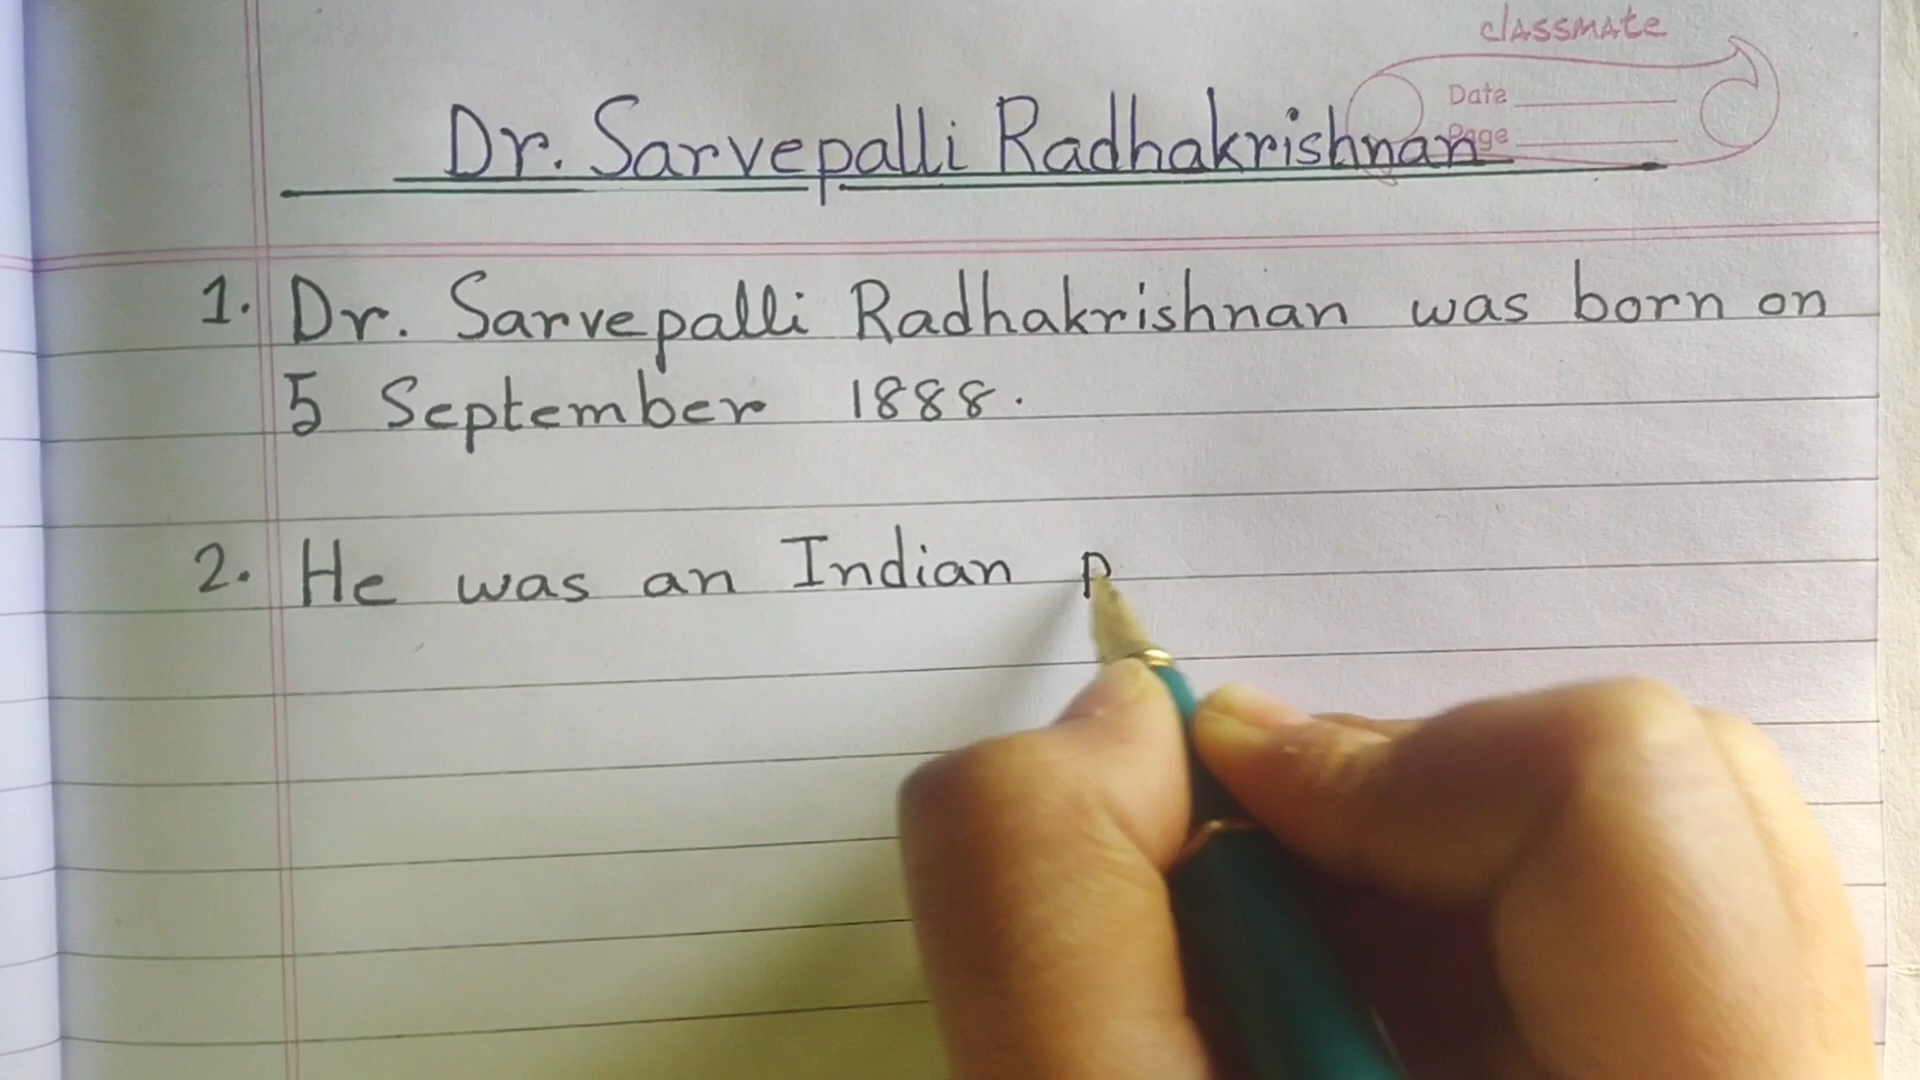 classmate
Date
Page
Dr. Sarvepalli Radhakrishnan
1. Dr. Sarvepalli Radhakrishnan was born on
5 September 1888.
2. He was an Indian p